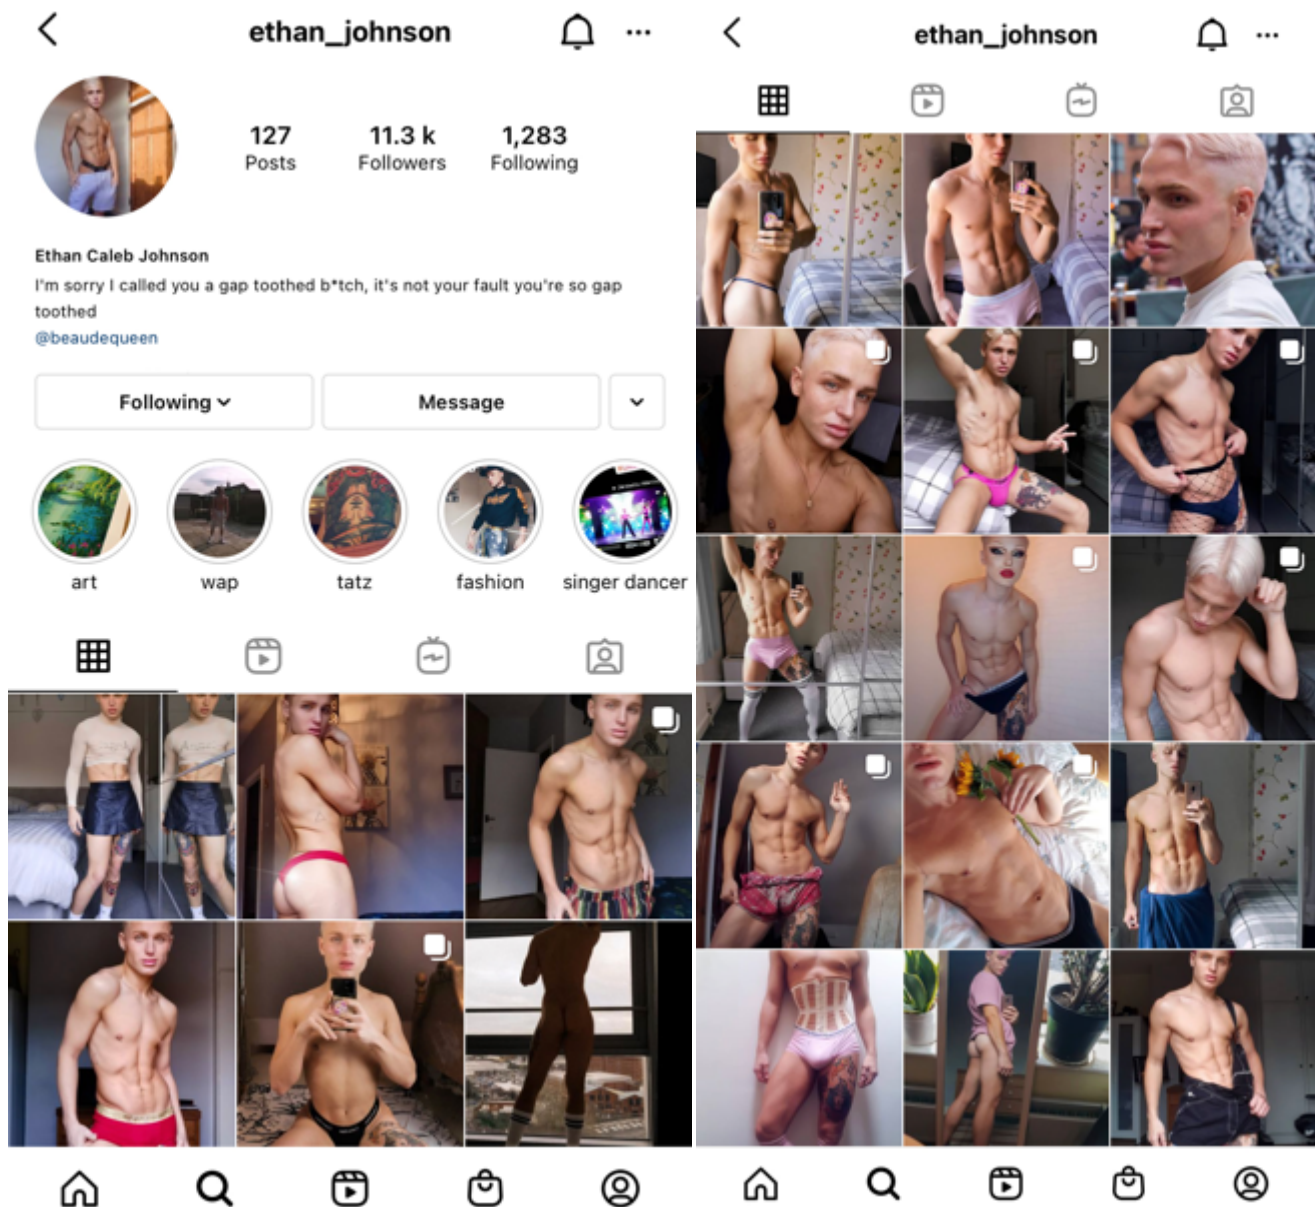 ethan_johnson
127
Posts
11.3 k
Followers
1,283
Following
Ethan Caleb Johnson
I'm sorry I called you a gap toothed b*tch, it's not your fault you're so gap
toothed
@beaudequeen
Following
Message
art
wap
tatz
fashion
singer dancer
ethan_johnson